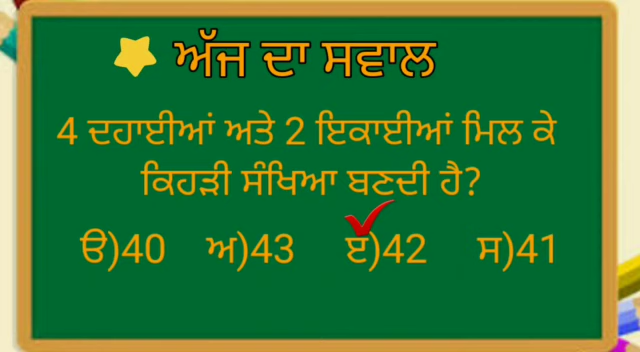 ਅੱਜ ਦਾ ਸਵਾਲ
4 ਦਹਾਈਆਂ ਅਤੇ 2 ਇਕਾਈਆਂ ਮਿਲ ਕੇ
ਕਿਹੜੀ ਸੰਖਿਆ ਬਣਦੀ ਹੈ?
ੳ)40 ਅ)43 ੲ)42 ਸ)41